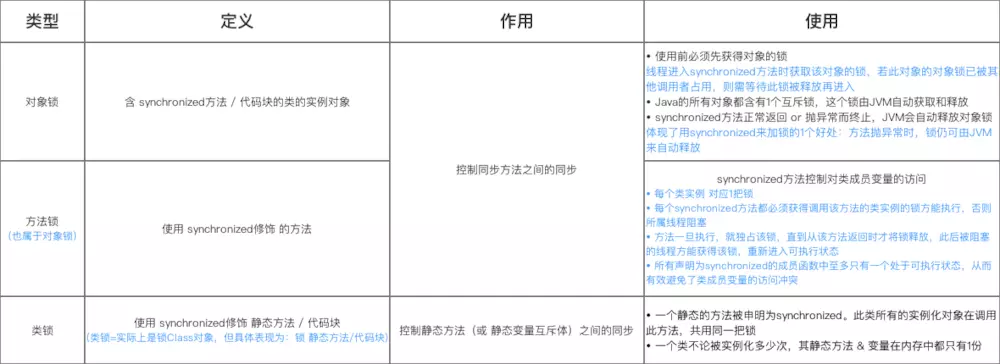 类型
定义
作用
使用
对象锁
含 synchronized方法 / 代码块的类的实例对象
控制同步方法之间的同步
• 使用前必须先获得对象的锁
线程进入synchronized方法时获取该对象的锁，若此对象的对象锁已被其
他调用者占用，则需等待此锁被释放再进入
• Java的所有对象都含有1个互斥锁，这个锁由JVM自动获取和释放
• synchronized方法正常返回 or 抛异常而终止，JVM会自动释放对象锁
体现了用synchronized来加锁的1个好处：方法抛异常时，锁仍可由JVM
来自动释放
方法锁
（也属于对象锁）
使用 synchronized修饰 的方法
synchronized方法控制对类成员变量的访问
• 每个类实例 对应1把锁
• 每个synchronized方法都必须获得调用该方法的类实例的锁方能执行，否则
所属线程阻塞
• 方法一旦执行，就独占该锁，直到从该方法返回时才将锁释放，此后被阻塞
的线程方能获得该锁，重新进入可执行状态
• 所有声明为synchronized的成员函数中至多只有一个处于可执行状态，从而
有效避免了类成员变量的访问冲突
类锁
使用 synchronized修饰 静态方法 / 代码块
(类锁=实际上是锁Class对象，但具体表现为：锁 静态方法/代码块)
控制静态方法（或 静态变量互斥体）之间的同步
• 一个静态的方法被申明为synchronized。此类所有的实例化对象在调用
此方法，共用同一把锁
• 一个类不论被实例化多少次，其静态方法 & 变量在内存中都只有1份